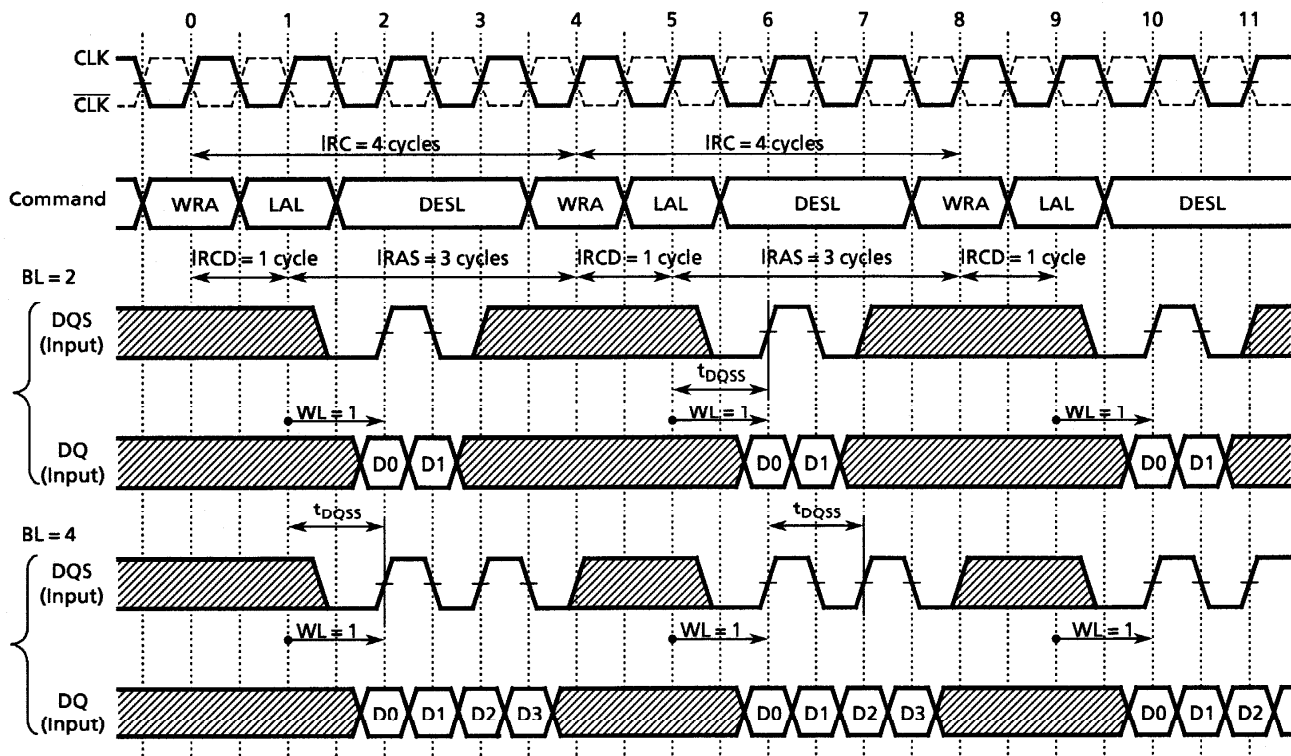 0 1 2 3 4 5 6 7 8 9 10 11
CLK
CLK
IRC = 4 cycles IRC = 4 cycles
Command WRA LAL DESL WRA LAL DESL WRA LAL DESL
IRCD = 1 cycle IRAS = 3 cycles IRCD = 1 cycle IRAS = 3 cycles IRCD = 1 cycle
BL = 2
DQS
(Input)
tDQSS
WL = 1 WL = 1 WL = 1
DQ
(Input)
D0 D1 D0 D1 D0 D1
tDQSS tDQSS
BL = 4
DQS
(Input)
WL = 1 WL = 1 WL = 1
DQ
(Input)
D0 D1 D2 D3 D0 D1 D2 D3 D0 D1 D2